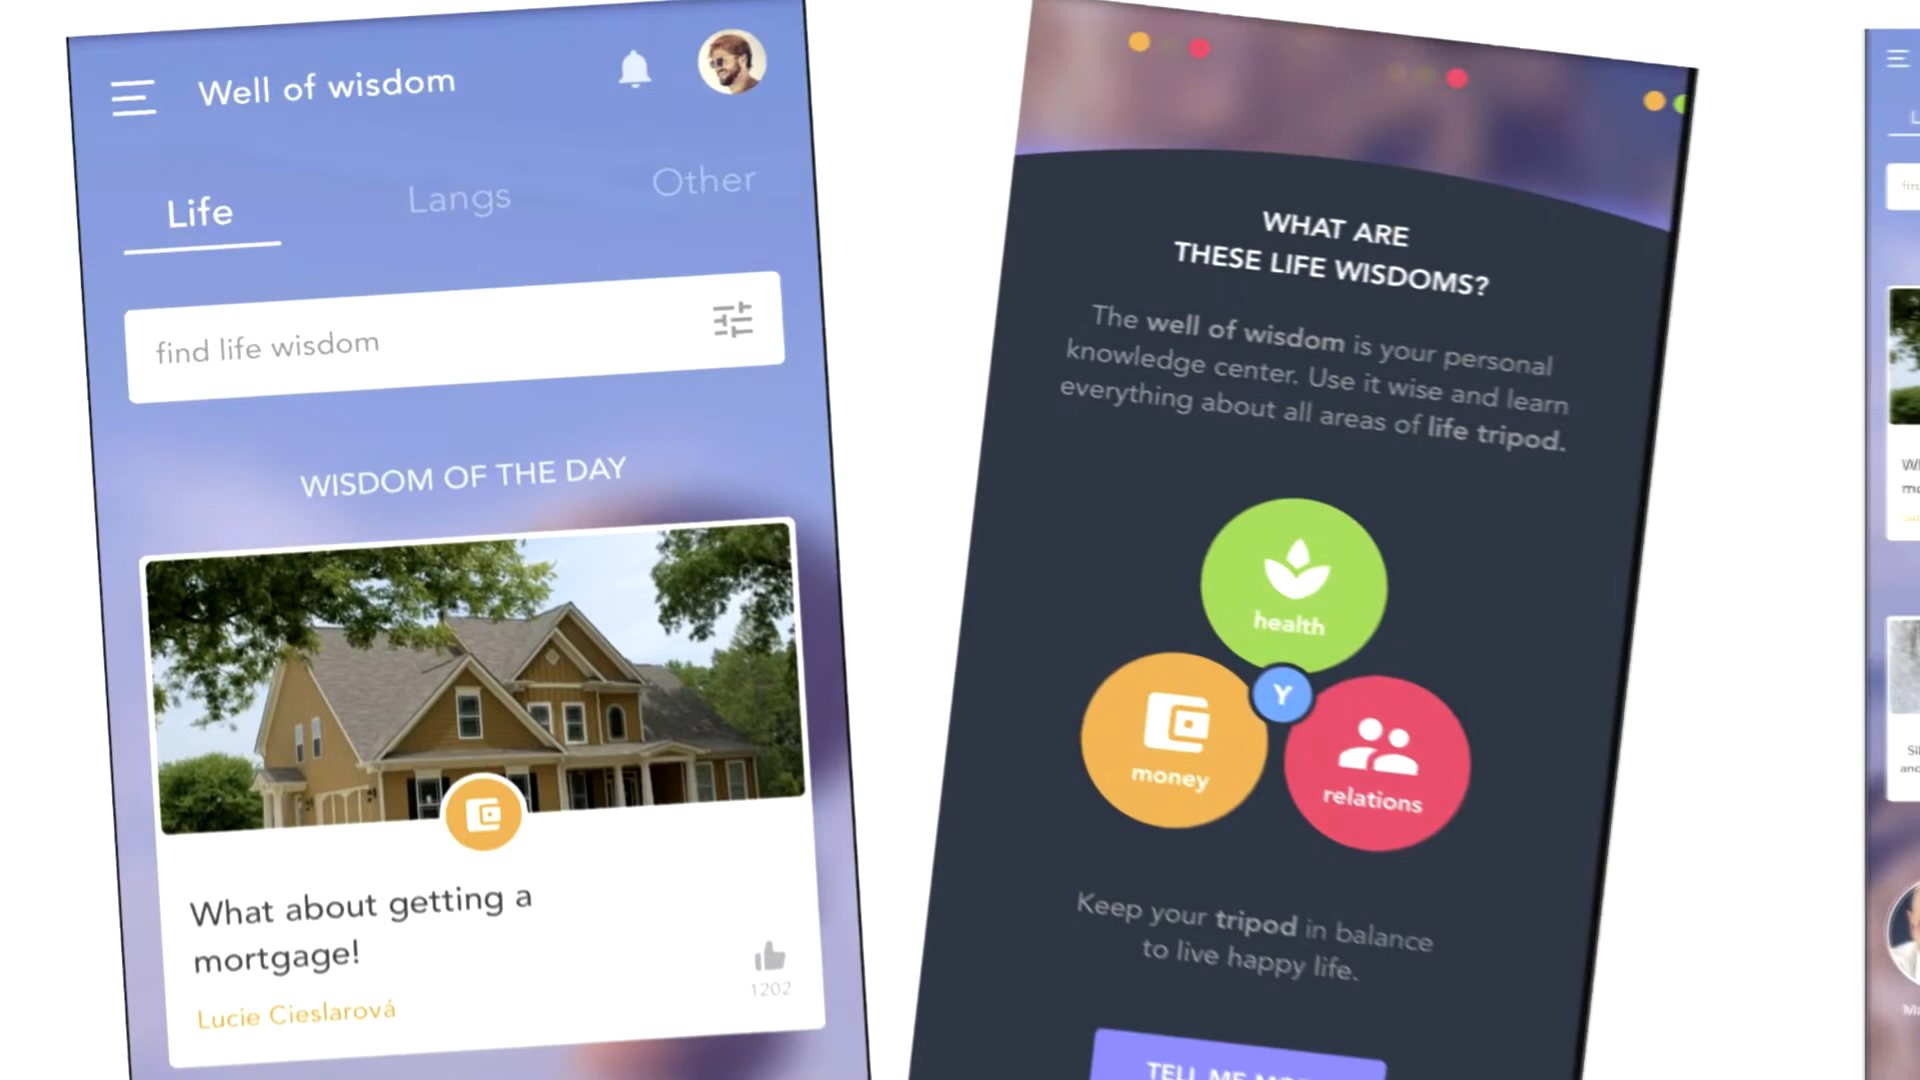 Well of wisdom
Life
Langs
Other
find life wisdom
WISDOM OF THE DAY
What about getting a
mortgage!
Lucie Cieslarová
1202
WHAT ARE
THESE LIFE WISDOMS?
The well of wisdom is your personal
knowledge center. Use it wise and learn
everything about all areas of life tripod.
health
Y
money
relations
Keep your tripod in balance
to live happy life.
TELL ME